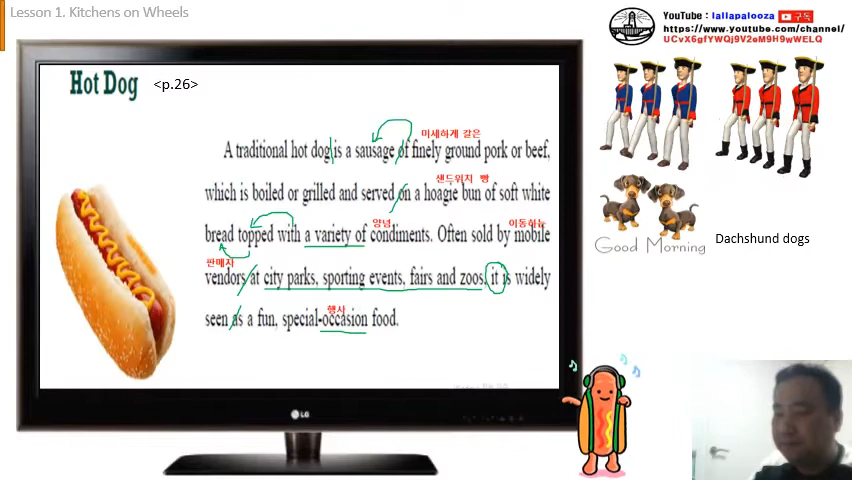 Lesson 1. Kitchens on Wheels
YouTube : lallapalooza 구독
https://www.youtube.com/channel/
UCvX6gfYWQj9V2eM9H9wWELQ
Hot Dog <p.26>
미세하게 갈은
A traditional hot dog is a sausage of finely ground pork or beef,
샌드위치 빵
which is boiled or grilled and served on a hoagie bun of soft white
양념 이동하는
bread topped with a variety of condiments. Often sold by mobile
판매자
vendors at city parks, sporting events, fairs and zoos, it is widely
행사
seen as a fun, special-occasion food.
Good Morning
Dachshund dogs
LG